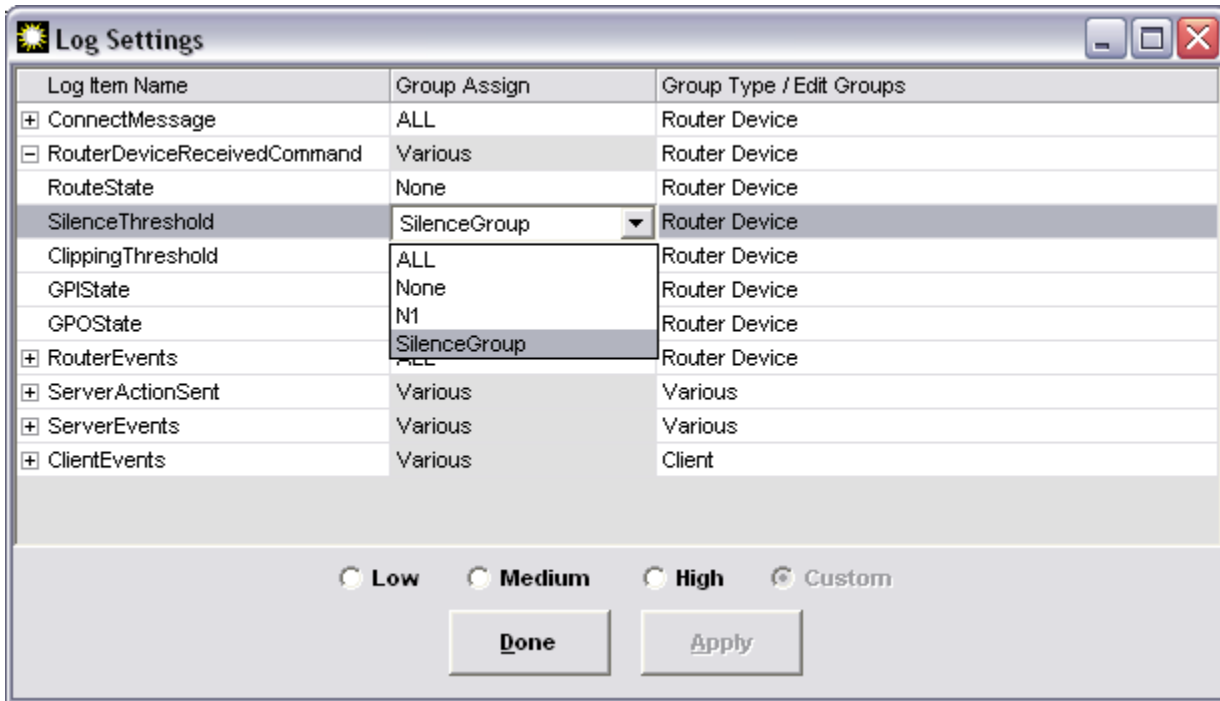 Log Settings
Log Item Name Group Assign Group Type / Edit Groups
ConnectMessage ALL Router Device
RouterDeviceReceivedCommand Various Router Device
RouteState None Router Device
SilenceThreshold SilenceGroup Router Device
ClippingThreshold ALL Router Device
GPIState None Router Device
GPOState N1 Router Device
SilenceGroup
RouterEvents ALL Router Device
ServerActionSent Various Various
ServerEvents Various Various
ClientEvents Various Client
Low Medium High Custom
Done Apply